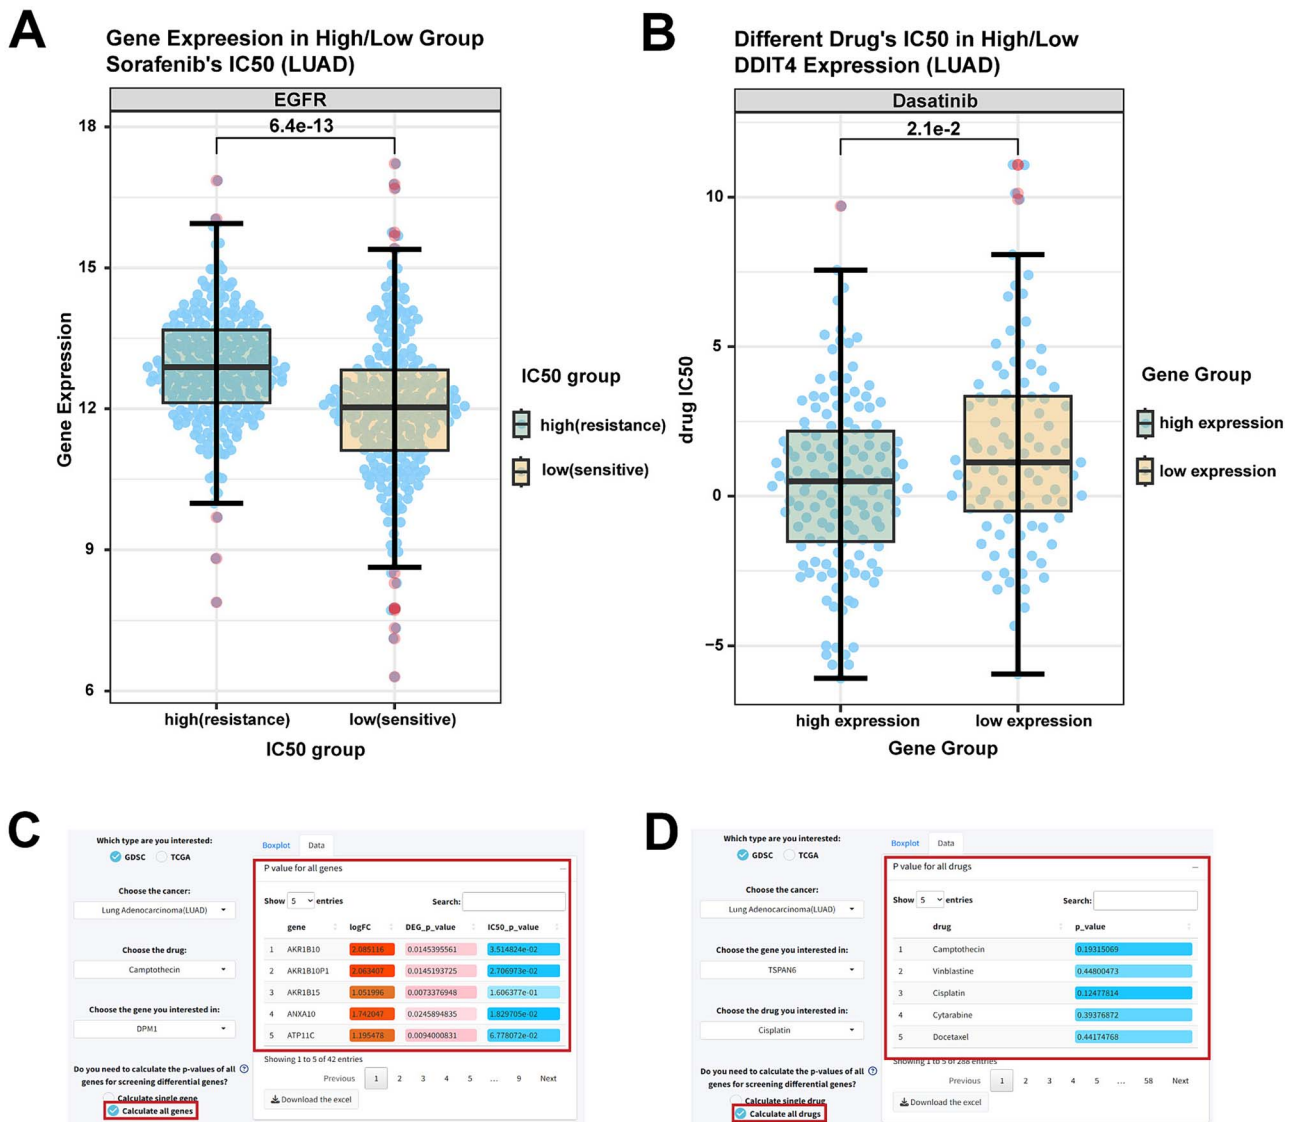 A
Gene Expreesion in High/Low Group
Sorafenib's IC50 (LUAD)
EGFR
6.4e-13
18
15
12
9
6
Gene Expression
high(resistance)
low(sensitive)
IC50 group
IC50 group
high(resistance)
low(sensitive)
B
Different Drug's IC50 in High/Low
DDIT4 Expression (LUAD)
Dasatinib
2.1e-2
10
5
0
−5
drug IC50
high expression
low expression
Gene Group
Gene Group
high expression
low expression
C
Which type are you interested:
GDSC TCGA
Choose the cancer:
Lung Adenocarcinoma(LUAD)
Choose the drug:
Camptothecin
Choose the gene you interested in:
DPM1
Do you need to calculate the p-values of all ?
genes for screening differential genes?
Calculate single gene
Calculate all genes
Boxplot Data
P value for all genes
Show 5 entries Search:
gene logFC DEG_p_value IC50_p_value
1 AKR1B10 2.085116 0.0145395561 3.514824e-02
2 AKR1B10P1 2.063407 0.0145193725 2.706973e-02
3 AKR1B15 1.051996 0.0073376948 1.606377e-01
4 ANXA10 1.742047 0.0245894835 1.829705e-02
5 ATP11C 1.195478 0.0094000831 6.778072e-02
Showing 1 to 5 of 42 entries
Previous 1 2 3 4 5 ... 9 Next
Download the excel
D
Which type are you interested:
GDSC TCGA
Choose the cancer:
Lung Adenocarcinoma(LUAD)
Choose the gene you interested in:
TSPAN6
Choose the drug you interested in:
Cisplatin
Do you need to calculate the p-values of all ?
genes for screening differential genes?
Calculate single drug
Calculate all drugs
Boxplot Data
P value for all drugs
Show 5 entries Search:
drug p_value
1 Camptothecin 0.19315069
2 Vinblastine 0.44800473
3 Cisplatin 0.12477814
4 Cytarabine 0.39376872
5 Docetaxel 0.44174768
Showing 1 to 5 of 288 entries
Previous 1 2 3 4 5 ... 58 Next
Download the excel